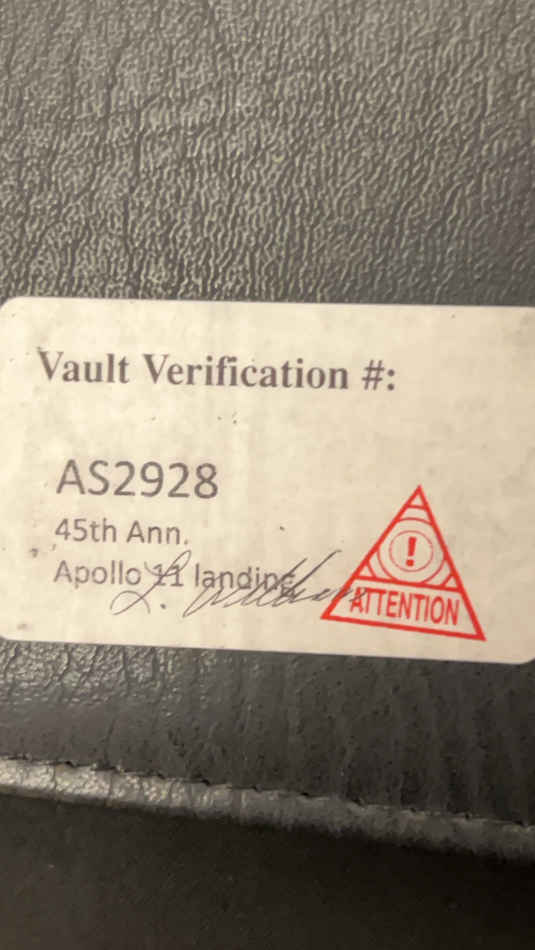 Vault Verification #:
AS2928
45th Ann.
Apollo 11 landing
!
ATTENTION